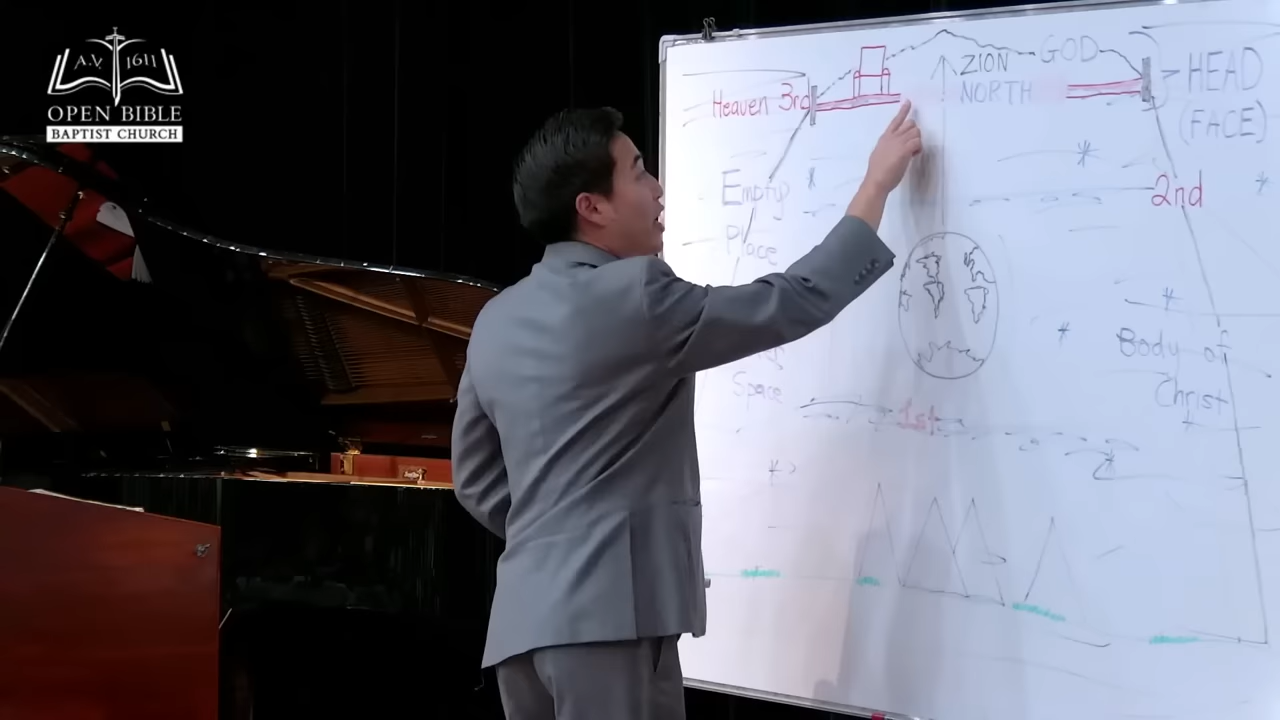 A.V. 1611
OPEN BIBLE
BAPTIST CHURCH
GOD
ZION
NORTH
HEAD
(FACE)
Heaven 3rd
Empty
Place
2nd
Body of
Christ
Space
1st